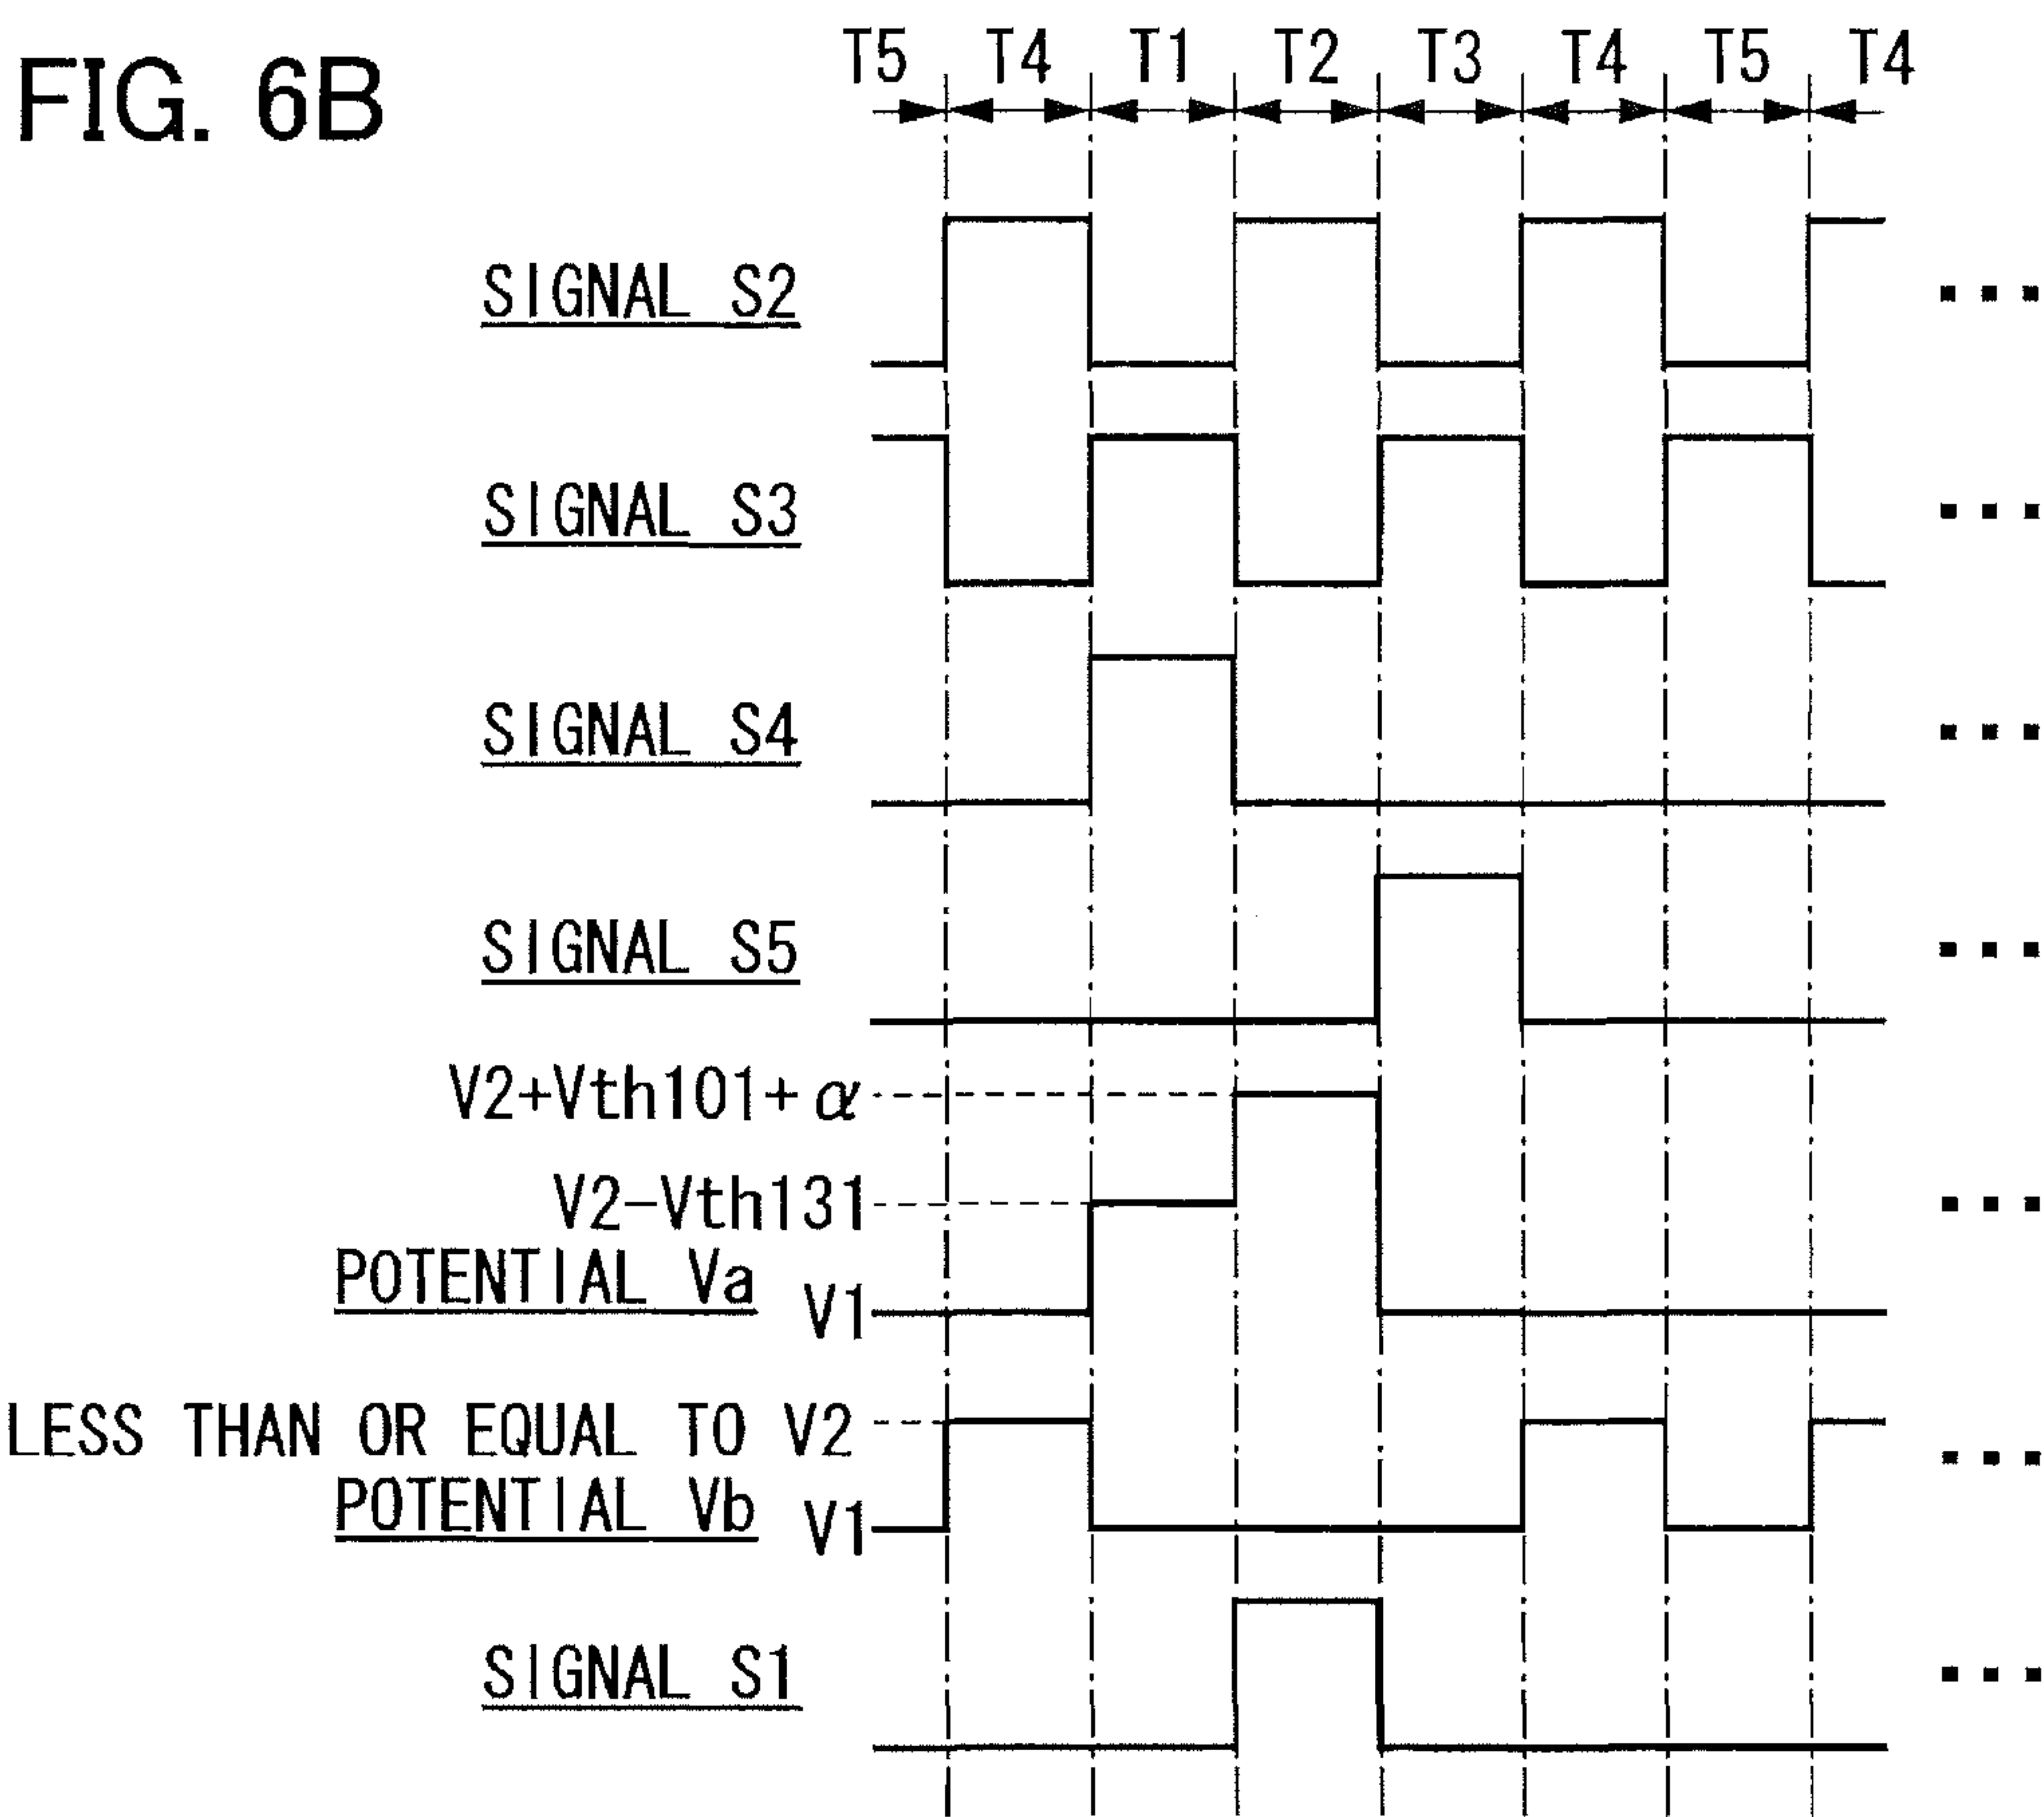 FIG. 6B
T5 T4 T1 T2 T3 T4 T5 T4
SIGNAL S2
SIGNAL S3
SIGNAL S4
SIGNAL S5
V2+Vth101+α
V2-Vth131
POTENTIAL Va V1
LESS THAN OR EQUAL TO V2
POTENTIAL Vb V1
SIGNAL S1